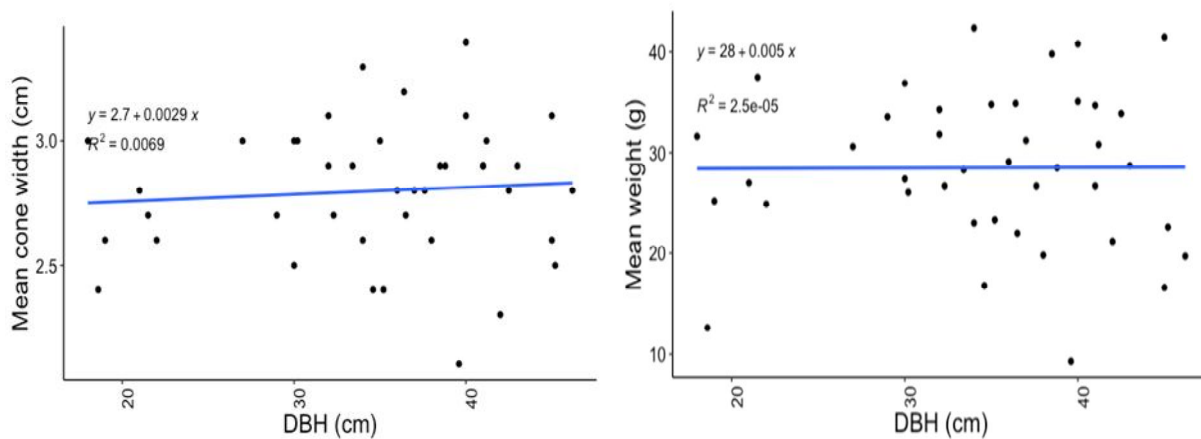 Mean cone width (cm)
y = 2.7 + 0.0029 x
R² = 0.0069
3.0
2.5
20
30
40
DBH (cm)
Mean weight (g)
y = 28 + 0.005 x
R² = 2.5e-05
40
30
20
10
20
30
40
DBH (cm)